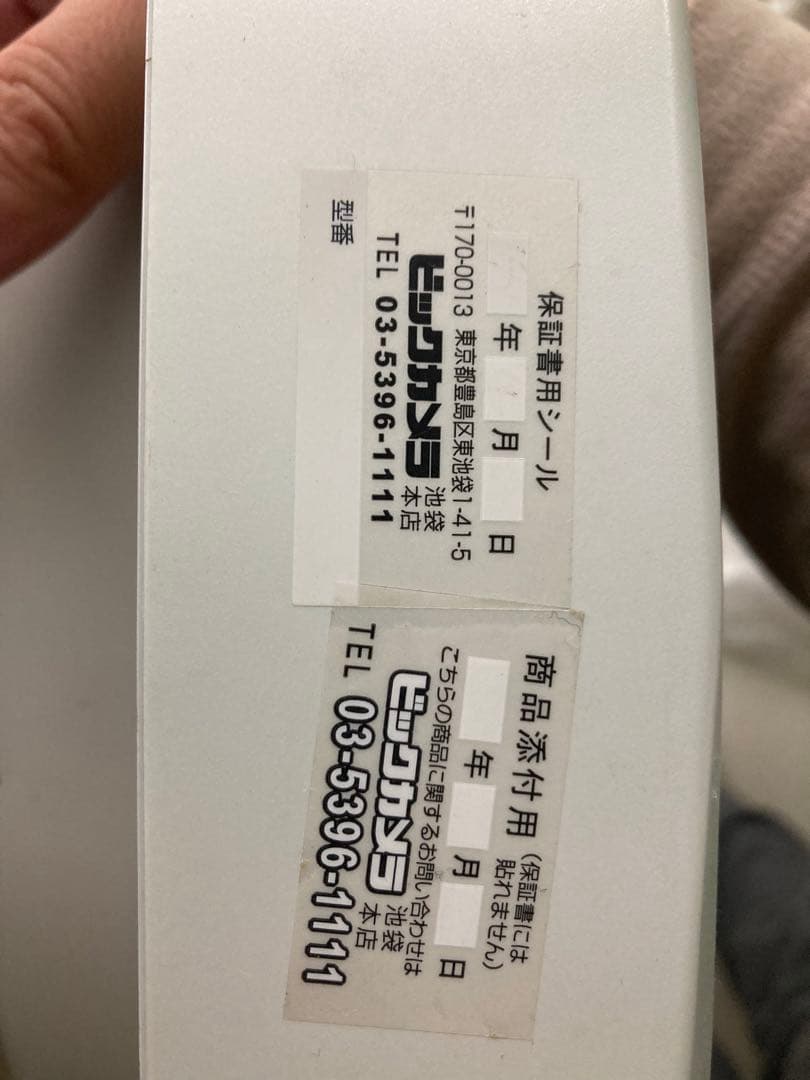 保証書用シール
年 月 日
〒170-0013 東京都豊島区東池袋1-41-5
ビックカメラ 池袋本店
TEL 03-5396-1111
型番
商品添付用 (保証書には貼れません)
年 月 日
こちらの商品に関するお問い合わせは
ビックカメラ 池袋本店
TEL 03-5396-1111